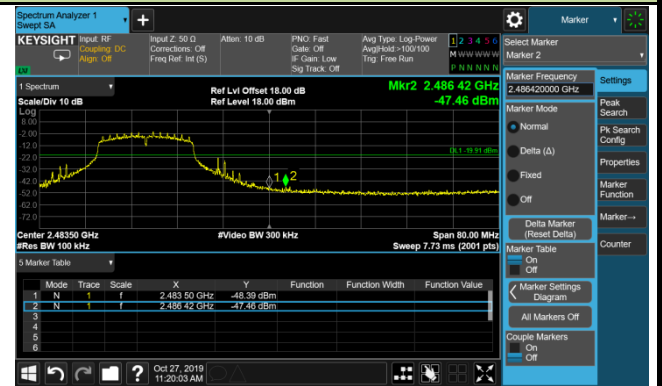 Spectrum Analyzer 1
Swept SA
Marker
KEYSIGHT
Input: RF
Coupling: DC
Align: Off
Input Z: 50 Ω
Corrections: Off
Freq Ref: Int (S)
Atten: 10 dB
PNO: Fast
Gate: Off
IF Gain: Low
Sig Track: Off
Avg Type: Log-Power
Avg|Hold:>100/100
Trig: Free Run
1 2 3 4 5 6
M W W W W W
P N N N N N
LXI
Select Marker
Marker 2
1 Spectrum
Scale/Div 10 dB
Log
Ref Lvl Offset 18.00 dB
Ref Level 18.00 dBm
Mkr2 2.486 42 GHz
-47.46 dBm
8.00
-2.00
-12.0
-22.0
-32.0
-42.0
-52.0
-62.0
-72.0
DL1 -19.91 dBm
1
2
Center 2.48350 GHz
#Res BW 100 kHz
#Video BW 300 kHz
Span 80.00 MHz
Sweep 7.73 ms (2001 pts)
5 Marker Table
Mode Trace Scale X Y Function Function Width Function Value
1 N 1 f 2.483 50 GHz -48.39 dBm
2 N 1 f 2.486 42 GHz -47.46 dBm
3
4
5
6
Marker Frequency
2.486420000 GHz
Marker Mode
Normal
Delta (Δ)
Fixed
Off
Delta Marker
(Reset Delta)
Marker Table
On
Off
Marker Settings
Diagram
All Markers Off
Couple Markers
On
Off
Settings
Peak
Search
Pk Search
Config
Properties
Marker
Function
Marker→
Counter
?
Oct 27, 2019
11:20:03 AM